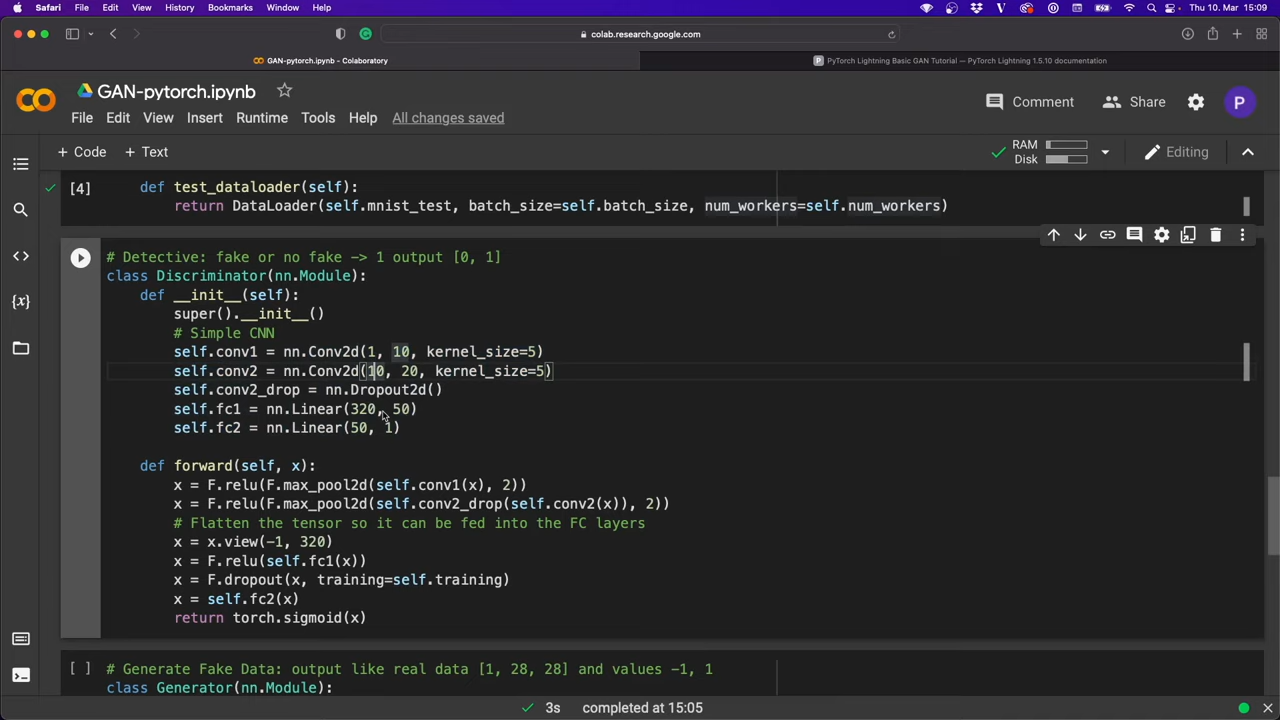 Safari File Edit View History Bookmarks Window Help Thu 10. Mar 15:09
colab.research.google.com
GAN-pytorch.ipynb - Colaboratory
PyTorch Lightning Basic GAN Tutorial — PyTorch Lightning 1.5.10 documentation
GAN-pytorch.ipynb
Comment Share P
File Edit View Insert Runtime Tools Help All changes saved
+ Code + Text
RAM
Disk
Editing
[4] def test_dataloader(self):
return DataLoader(self.mnist_test, batch_size=self.batch_size, num_workers=self.num_workers)
# Detective: fake or no fake -> 1 output [0, 1]
class Discriminator(nn.Module):
def __init__(self):
super().__init__()
# Simple CNN
self.conv1 = nn.Conv2d(1, 10, kernel_size=5)
self.conv2 = nn.Conv2d(10, 20, kernel_size=5)
self.conv2_drop = nn.Dropout2d()
self.fc1 = nn.Linear(320, 50)
self.fc2 = nn.Linear(50, 1)
def forward(self, x):
x = F.relu(F.max_pool2d(self.conv1(x), 2))
x = F.relu(F.max_pool2d(self.conv2_drop(self.conv2(x)), 2))
# Flatten the tensor so it can be fed into the FC layers
x = x.view(-1, 320)
x = F.relu(self.fc1(x))
x = F.dropout(x, training=self.training)
x = self.fc2(x)
return torch.sigmoid(x)
[ ] # Generate Fake Data: output like real data [1, 28, 28] and values -1, 1
class Generator(nn.Module):
3s completed at 15:05